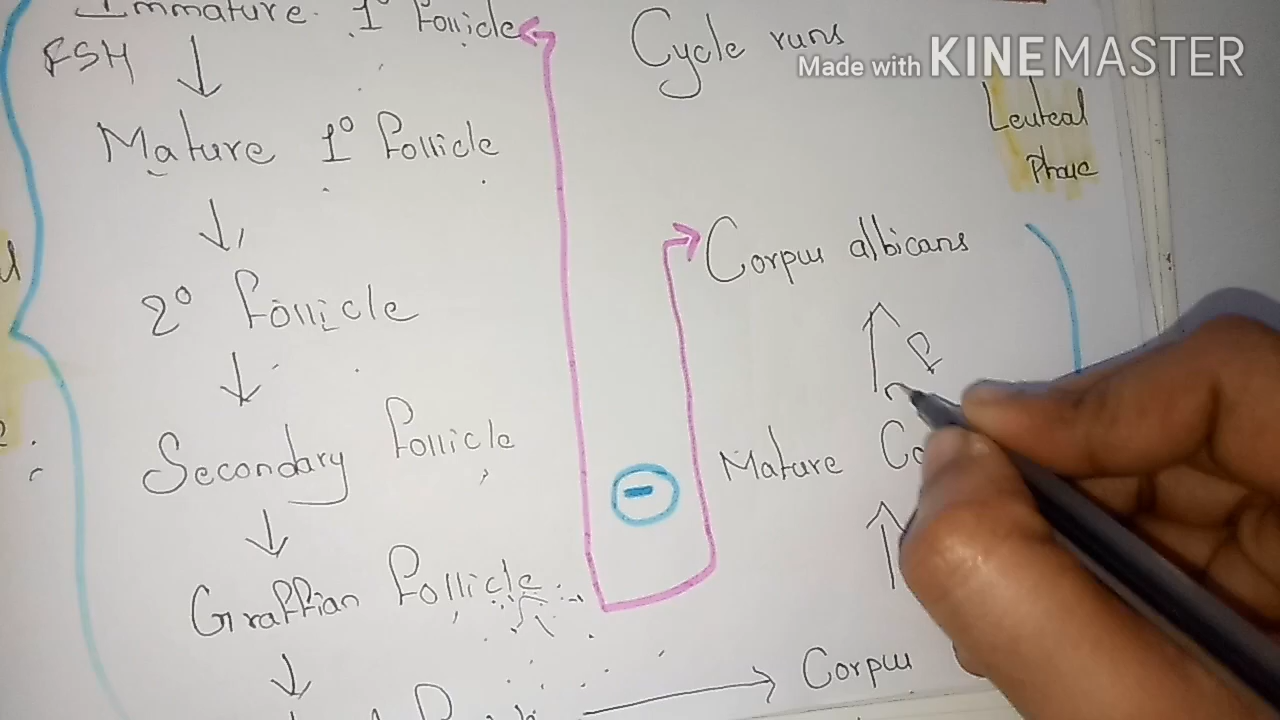 Immature 1° Follicle
FSH
Mature 1° Follicle
2° Follicle
Secondary Follicle
Graffian Follicle
Cycle runs
Made with KINEMASTER
Leuteal
Phase
Corpus albicans
P
Mature Co
Corpus